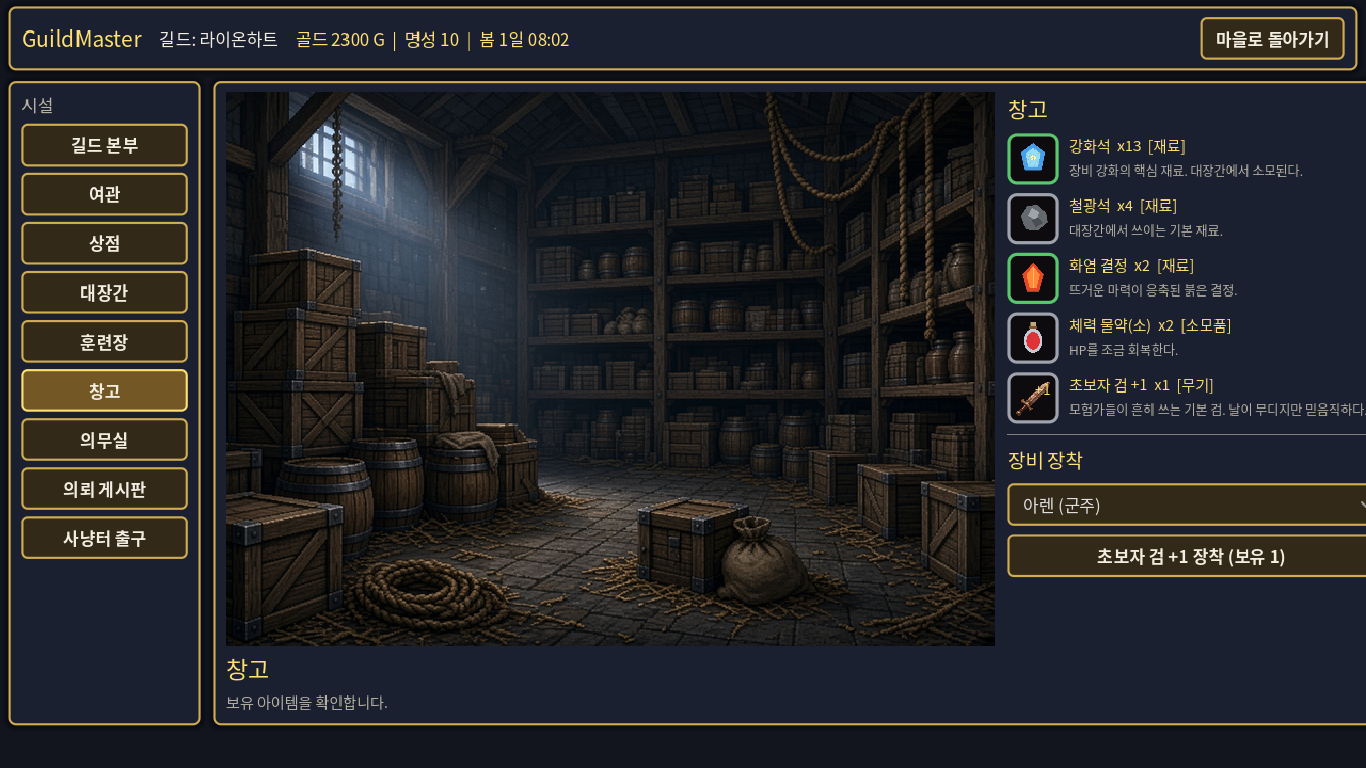 GuildMaster 길드: 라이온하트 골드 2300 G | 명성 10 | 봄 1일 08:02
마을로 돌아가기
시설
길드 본부
여관
상점
대장간
훈련장
창고
의무실
의뢰 게시판
사냥터 출구
창고
보유 아이템을 확인합니다.
창고
강화석 x13 [재료]
장비 강화의 핵심 재료. 대장간에서 소모된다.
철광석 x4 [재료]
대장간에서 쓰이는 기본 재료.
화염 결정 x2 [재료]
뜨거운 마력이 응축된 붉은 결정.
체력 물약(소) x2 [소모품]
HP를 조금 회복한다.
초보자 검 +1 x1 [무기]
모험가들이 흔히 쓰는 기본 검. 날이 무디지만 믿음직하다.
장비 장착
아렌 (군주)
초보자 검 +1 장착 (보유 1)